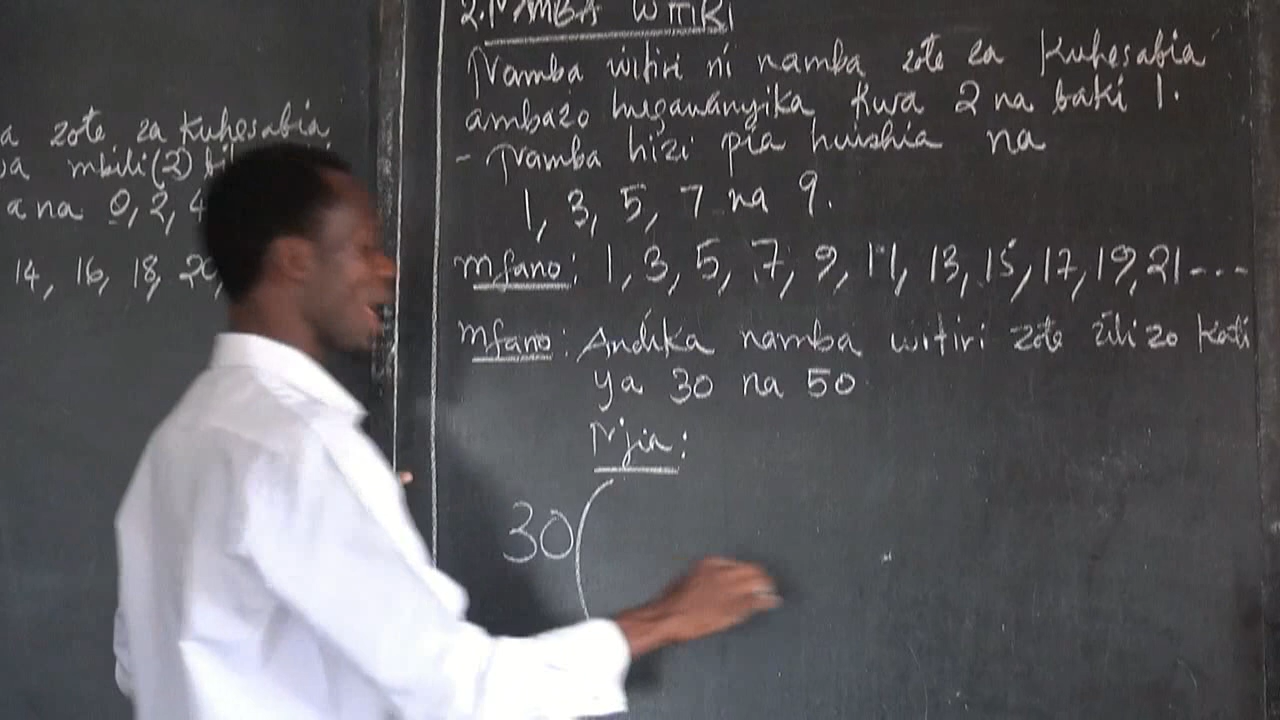 a zote za kuhesabia
mbili (2)
a na 0, 2, 4
14, 16, 18, 20,
2. NAMBA WITIRI
Namba witiri ni namba zote za kuhesabia
ambazo hugawanyika kwa 2 na baki 1.
- Namba hizi pia huishia na
1, 3, 5, 7 na 9.
mfano: 1, 3, 5, 7, 9, 11, 13, 15, 17, 19, 21 ---
mfano: Andika namba witiri zote zilizo kati
ya 30 na 50
Njia:
30(